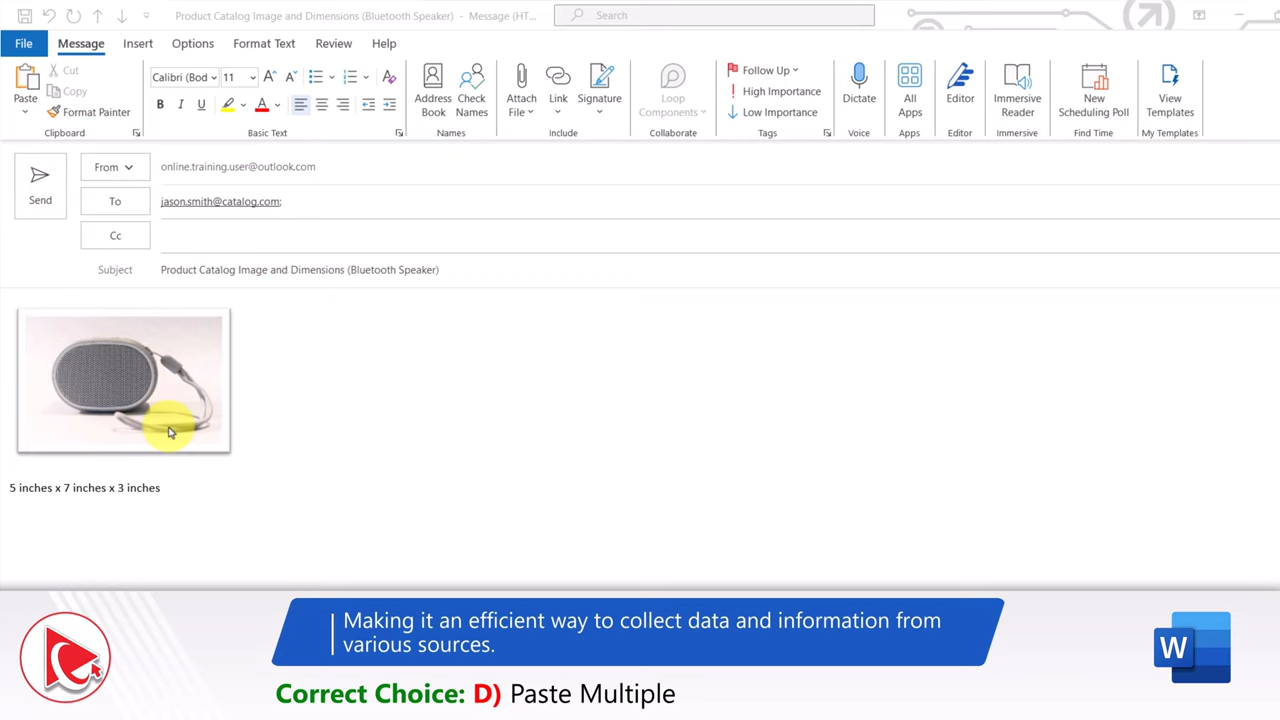 Product Catalog Image and Dimensions (Bluetooth Speaker) - Message (HT...
Search
File
Message
Insert
Options
Format Text
Review
Help
Paste
Cut
Copy
Format Painter
Clipboard
Calibri (Bod
11
B I U
Basic Text
Address
Book
Check
Names
Names
Attach
File
Link
Signature
Include
Loop
Components
Collaborate
Follow Up
High Importance
Low Importance
Tags
Dictate
Voice
All
Apps
Apps
Editor
Editor
Immersive
Reader
Immersive
New
Scheduling Poll
Find Time
View
Templates
My Templates
Send
From
online.training.user@outlook.com
To
jason.smith@catalog.com;
Cc
Subject
Product Catalog Image and Dimensions (Bluetooth Speaker)
5 inches x 7 inches x 3 inches
Making it an efficient way to collect data and information from
various sources.
W
Correct Choice: D) Paste Multiple